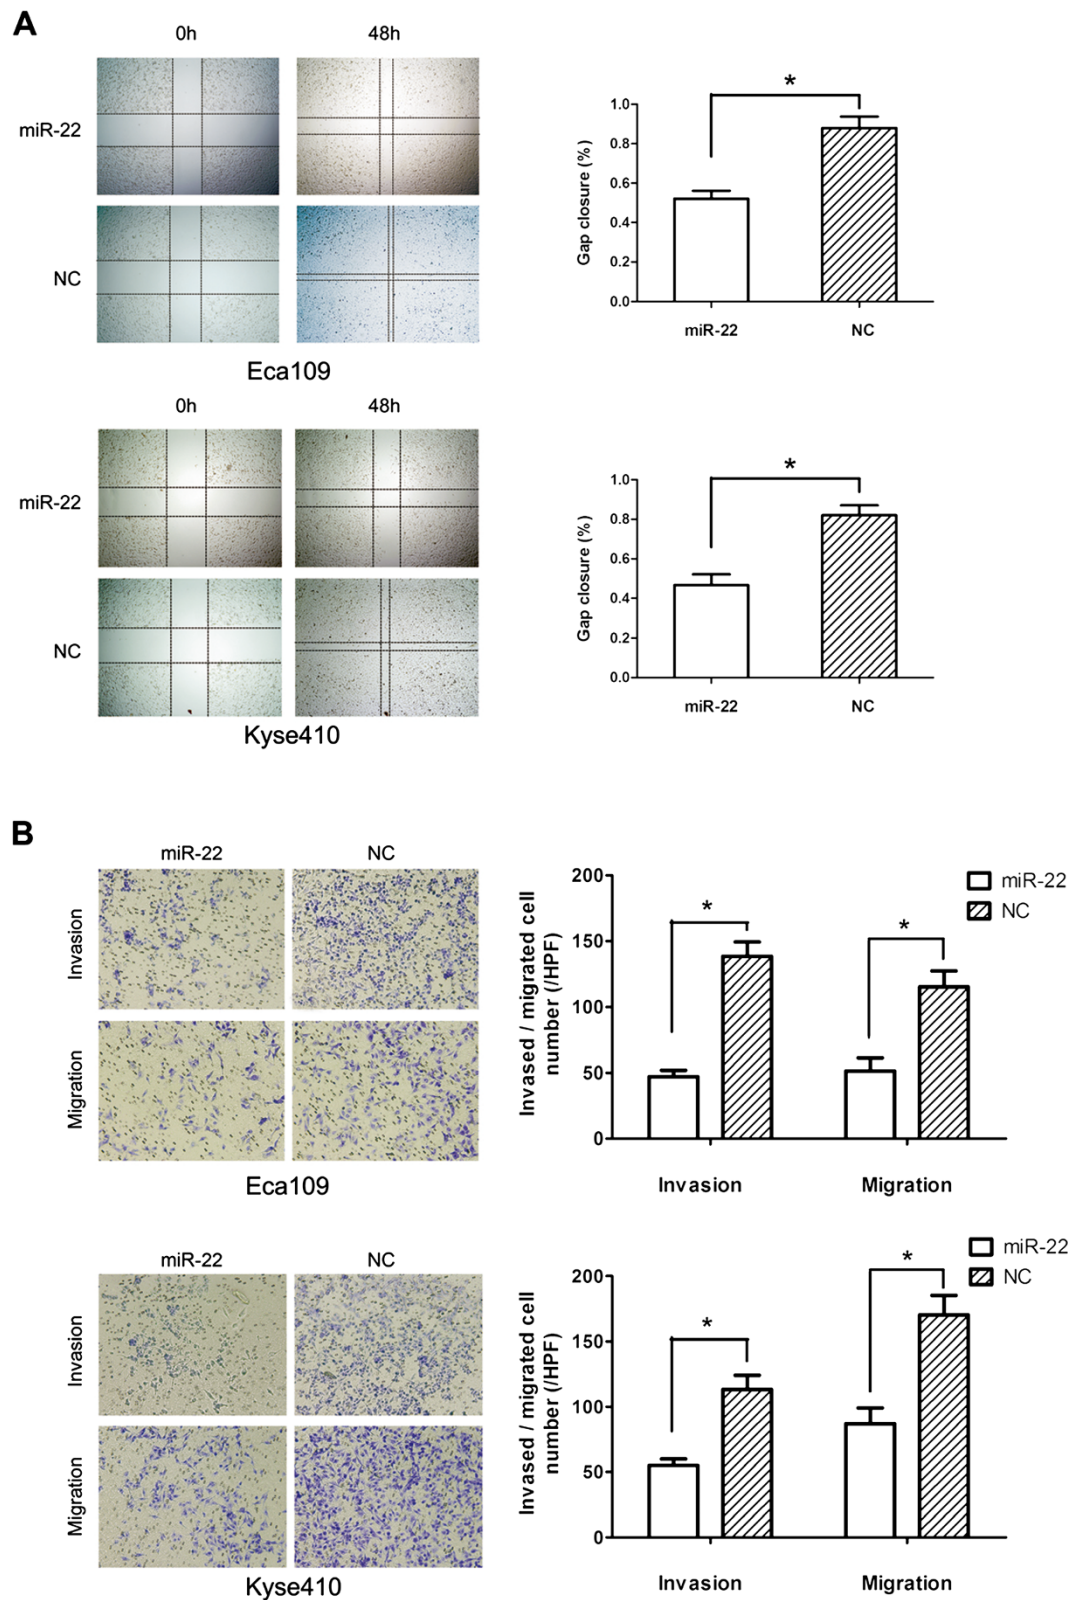 A
0h 48h
miR-22
NC
Eca109
*
Gap closure (%)
1.0
0.8
0.6
0.4
0.2
0.0
miR-22 NC
0h 48h
miR-22
NC
Kyse410
*
Gap closure (%)
1.0
0.8
0.6
0.4
0.2
0.0
miR-22 NC
B
miR-22 NC
Invasion
Migration
Eca109
Invased / migrated cell
number (/HPF)
200
150
100
50
0
* *
miR-22
NC
Invasion Migration
miR-22 NC
Invasion
Migration
Kyse410
Invased / migrated cell
number (/HPF)
200
150
100
50
0
* *
miR-22
NC
Invasion Migration